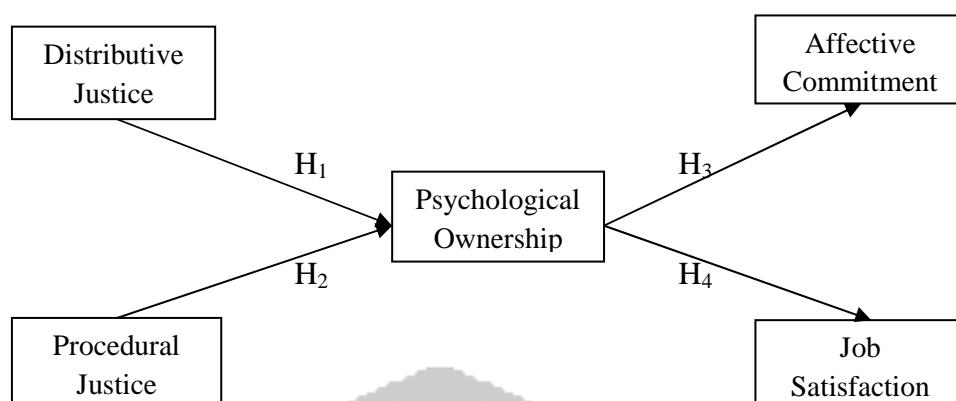 Distributive
Justice
Affective
Commitment
H₁
H₃
Psychological
Ownership
H₂
H₄
Procedural
Justice
Job
Satisfaction